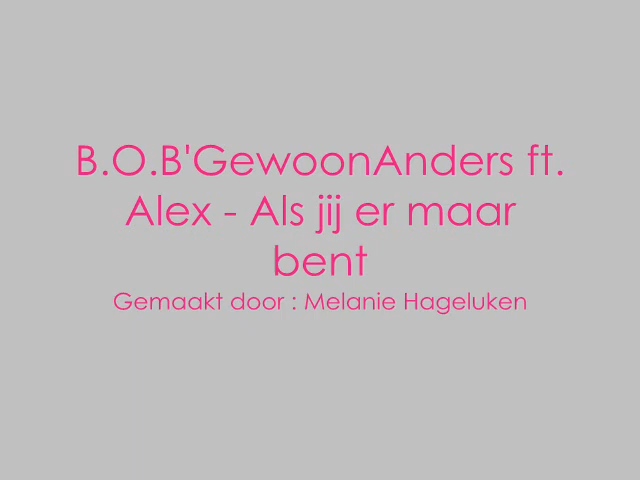 B.O.B'GewoonAnders ft.
Alex - Als jij er maar
bent
Gemaakt door : Melanie Hageluken